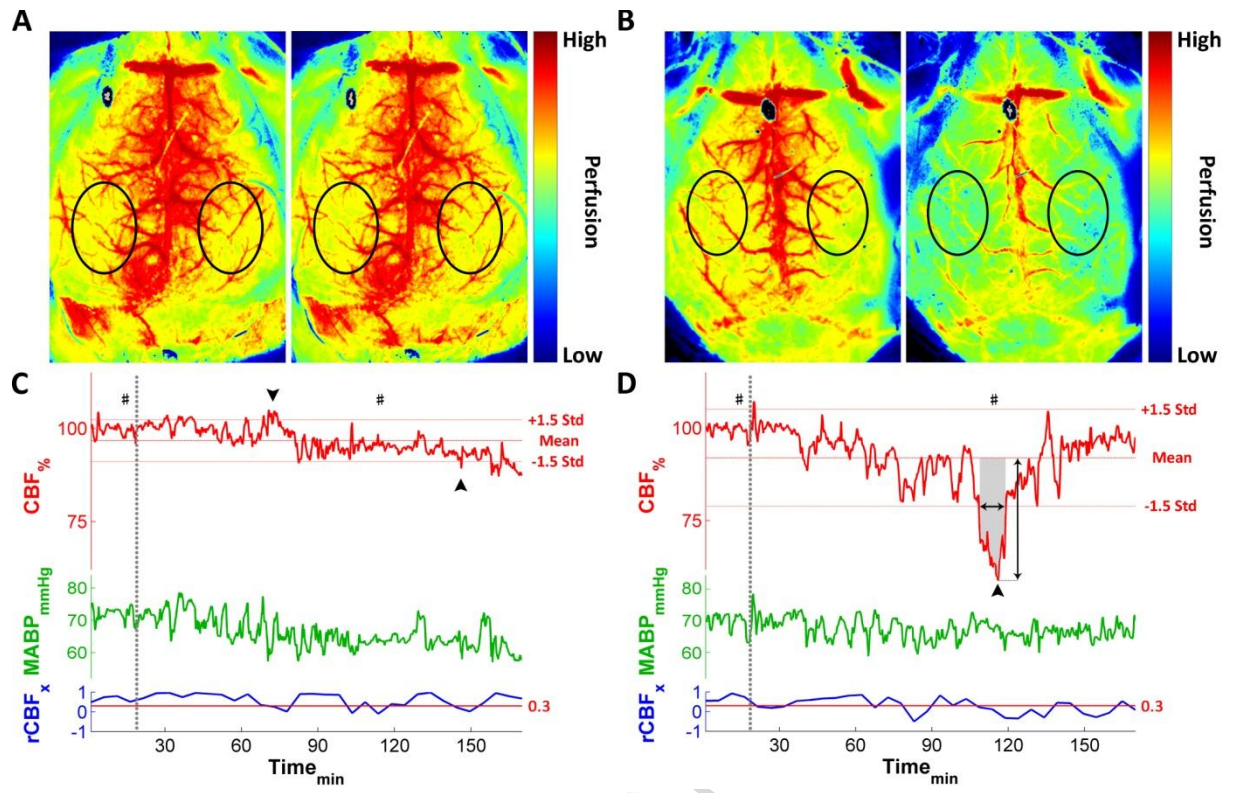 A
B
High
Perfusion
Low
High
Perfusion
Low
C
D
#
#
+1.5 Std
Mean
-1.5 Std
100
75
CBF%
#
#
+1.5 Std
Mean
-1.5 Std
100
75
CBF%
80
70
60
MABPmmHg
80
70
60
MABPmmHg
1
0
-1
rCBFx
0.3
1
0
-1
rCBFx
0.3
30 60 90 120 150
Timemin
30 60 90 120 150
Timemin